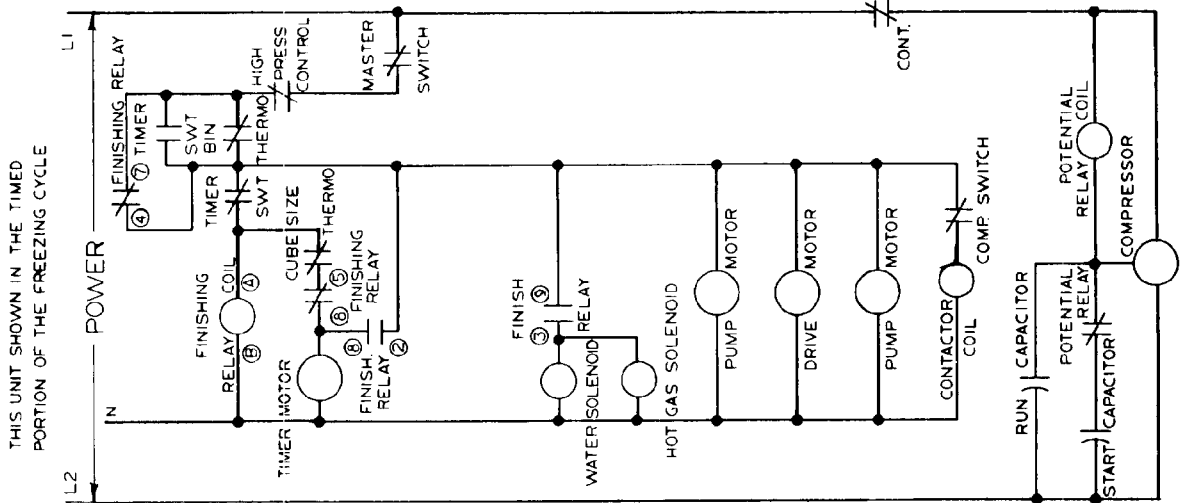 THIS UNIT SHOWN IN THE TIMED
PORTION OF THE FREEZING CYCLE
L1
POWER
L2
N
FINISHING RELAY
④ ⑦
TIMER
SWT
BIN
THERMO
HIGH
PRESS
CONTROL
MASTER
SWITCH
CONT.
TIMER
SWT
FINISHING
RELAY COIL
Ⓑ Ⓐ
CUBE SIZE
THERMO
⑧ ⑤
FINISHING
RELAY
TIMER MOTOR
FINISH.
RELAY
⑧ ②
FINISH
RELAY
③ ⑨
WATER SOLENOID
HOT GAS SOLENOID
PUMP MOTOR
DRIVE MOTOR
PUMP MOTOR
CONTACTOR
COIL
COMP. SWITCH
RUN CAPACITOR
POTENTIAL
RELAY
START CAPACITOR
POTENTIAL
RELAY COIL
COMPRESSOR